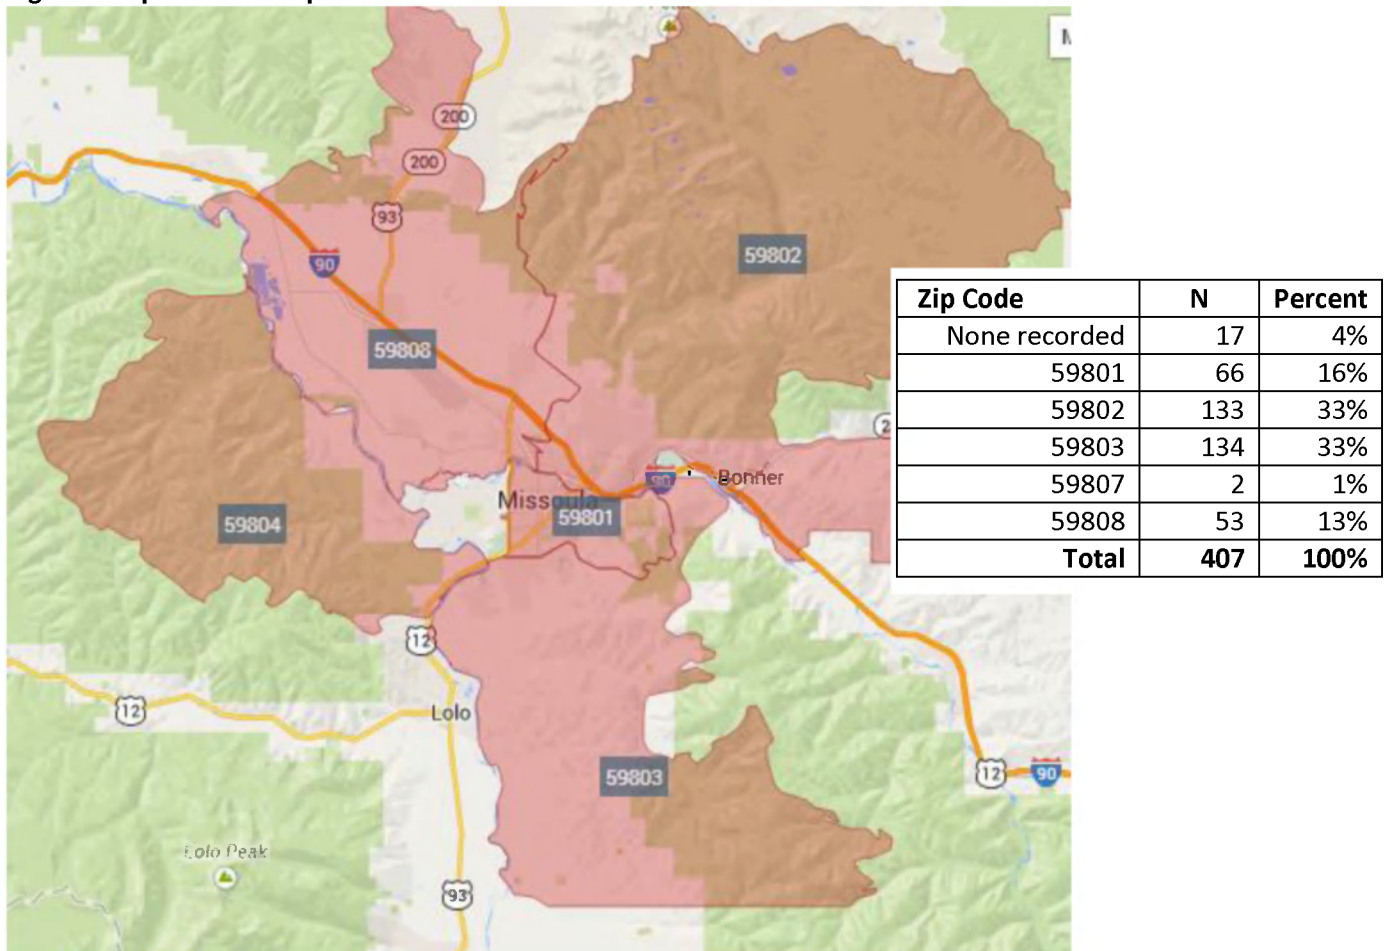 200
200
93
90
59802
59808
Zip Code N Percent
None recorded 17 4%
59801 66 16%
59802 133 33%
59803 134 33%
59807 2 1%
59808 53 13%
Total 407 100%
90
Bonner
Missoula
59801
59804
12
12
Lolo
59803
12
90
Lolo Peak
93